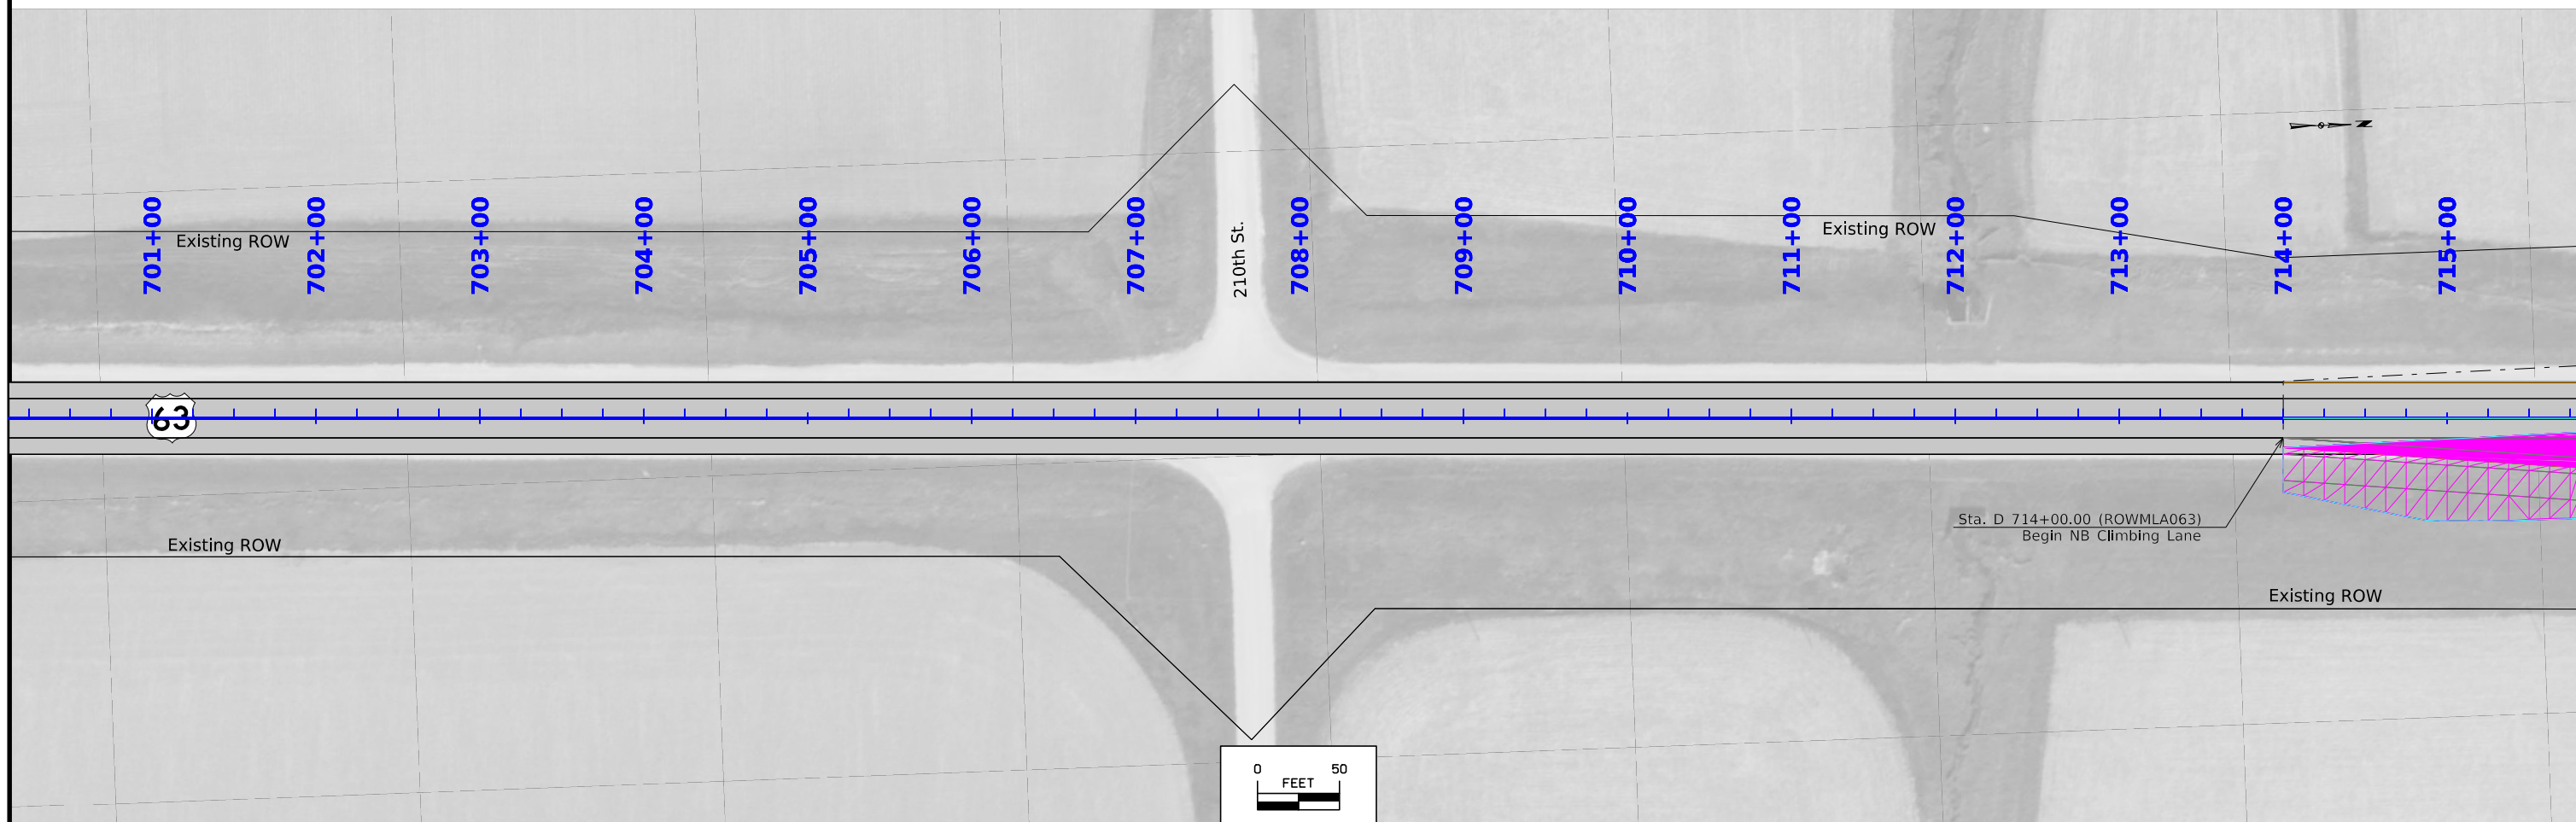 N
701+00
702+00
703+00
704+00
705+00
706+00
707+00
210th St.
708+00
709+00
710+00
711+00
712+00
713+00
714+00
715+00
Existing ROW
Existing ROW
63
Sta. D 714+00.00 (ROWMLA063)
Begin NB Climbing Lane
Existing ROW
Existing ROW
0 50
FEET